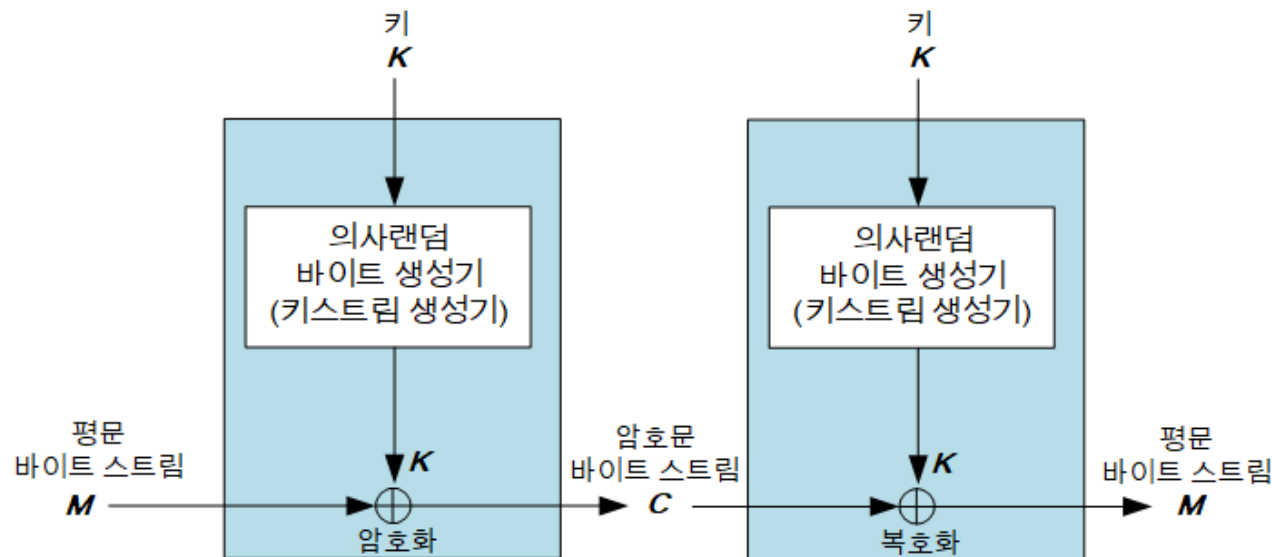 키
K
키
K
의사랜덤
바이트 생성기
(키스트림 생성기)
의사랜덤
바이트 생성기
(키스트림 생성기)
평문
바이트 스트림
M
K
암호화
암호문
바이트 스트림
C
K
복호화
평문
바이트 스트림
M